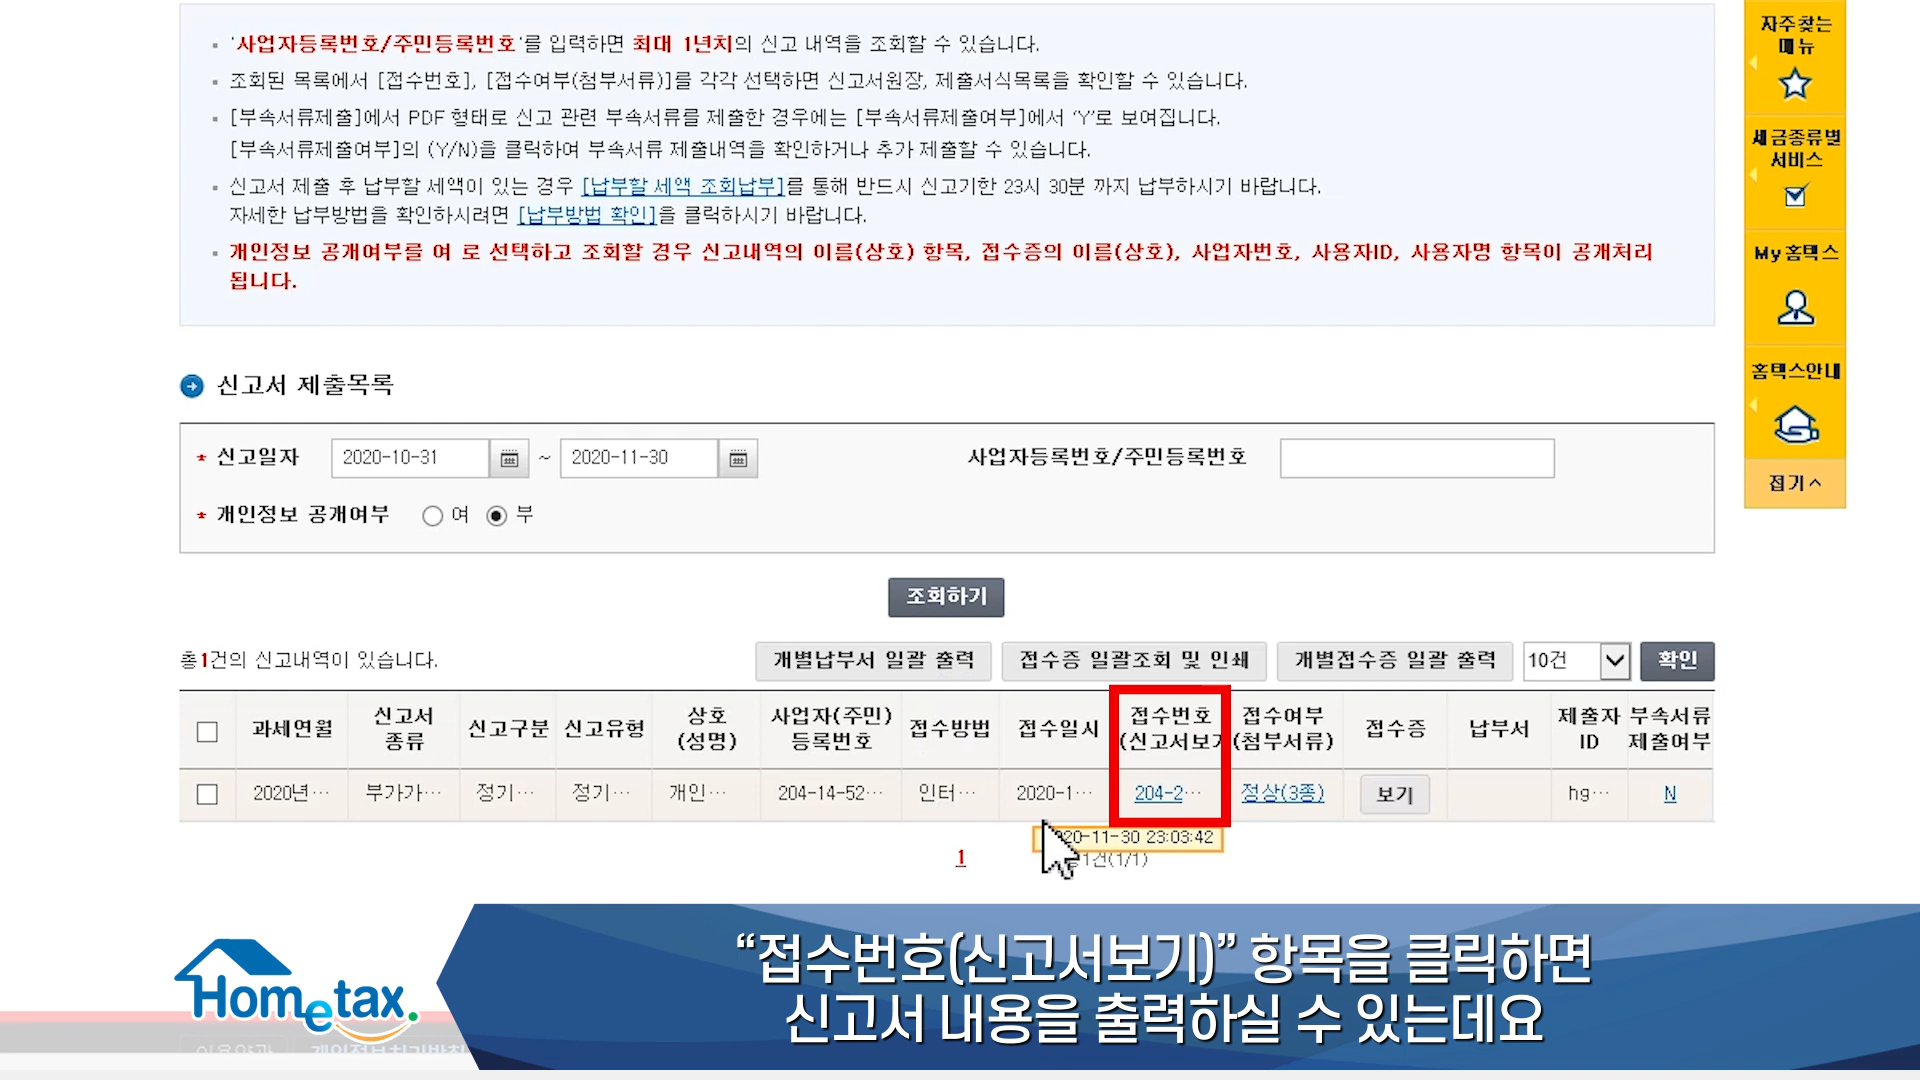 '사업자등록번호/주민등록번호'를 입력하면 최대 1년치의 신고 내역을 조회할 수 있습니다.
조회된 목록에서 [접수번호], [접수여부(첨부서류)]를 각각 선택하면 신고서원장, 제출서식목록을 확인할 수 있습니다.
[부속서류제출]에서 PDF 형태로 신고 관련 부속서류를 제출한 경우에는 [부속서류제출여부]에서 ‘Y’로 보여집니다.
[부속서류제출여부]의 (Y/N)을 클릭하여 부속서류 제출내역을 확인하거나 추가 제출할 수 있습니다.
신고서 제출 후 납부할 세액이 있는 경우 [납부할 세액 조회납부]를 통해 반드시 신고기한 23시 30분 까지 납부하시기 바랍니다.
자세한 납부방법을 확인하시려면 [납부방법 확인]을 클릭하시기 바랍니다.
개인정보 공개여부를 여 로 선택하고 조회할 경우 신고내역의 이름(상호) 항목, 접수증의 이름(상호), 사업자번호, 사용자ID, 사용자명 항목이 공개처리
됩니다.
자주찾는
메뉴
세금종류별
서비스
My홈택스
홈택스안내
접기^
신고서 제출목록
* 신고일자 2020-10-31 ~ 2020-11-30 사업자등록번호/주민등록번호
* 개인정보 공개여부 여 부
조회하기
총1건의 신고내역이 있습니다. 개별납부서 일괄 출력 접수증 일괄조회 및 인쇄 개별접수증 일괄 출력 10건 확인
과세연월 신고서 종류 신고구분 신고유형 상호 (성명) 사업자(주민) 등록번호 접수방법 접수일시 접수번호 (신고서보기 접수여부 (첨부서류) 접수증 납부서 제출자 ID 부속서류 제출여부
2020년··· 부가가··· 정기··· 정기··· 개인··· 204-14-52··· 인터··· 2020-1··· 204-2··· 정상(3종) 보기 hg··· N
20-11-30 23:03:42
1 1건(1/1)
“접수번호(신고서보기)” 항목을 클릭하면
신고서 내용을 출력하실 수 있는데요
Hometax.